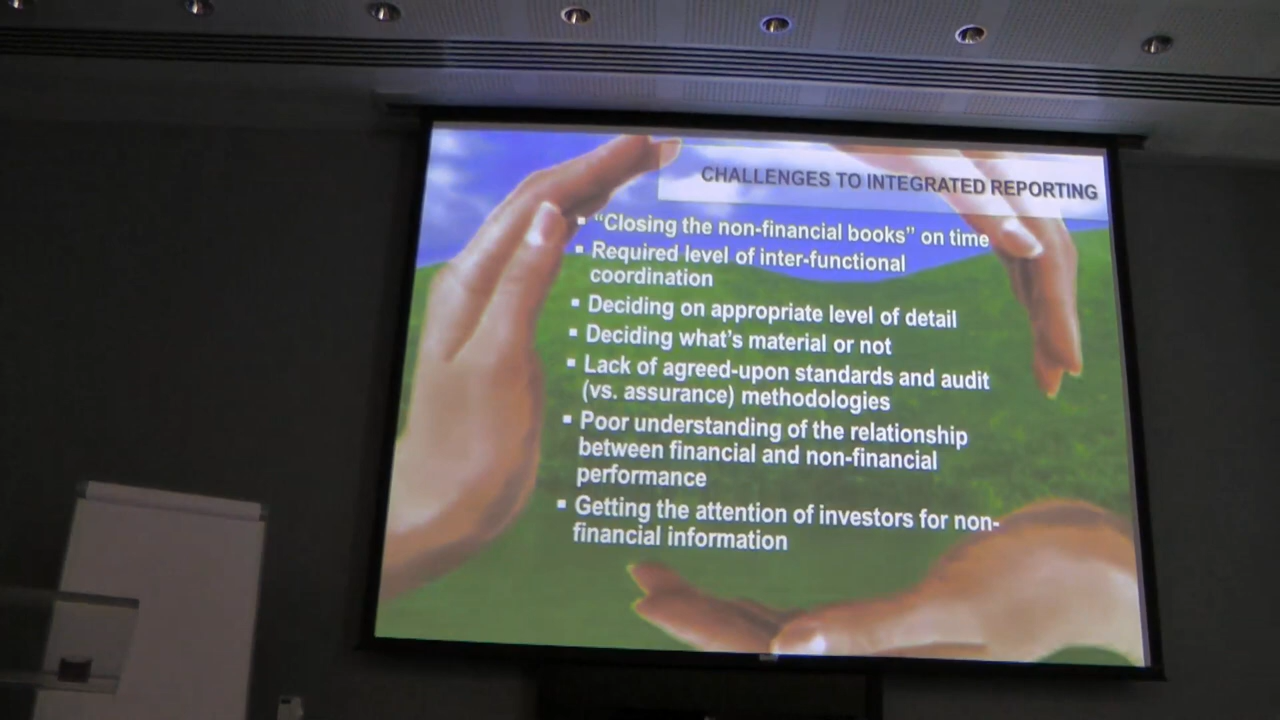 CHALLENGES TO INTEGRATED REPORTING
▪ “Closing the non-financial books” on time
▪ Required level of inter-functional
coordination
▪ Deciding on appropriate level of detail
▪ Deciding what’s material or not
▪ Lack of agreed-upon standards and audit
(vs. assurance) methodologies
▪ Poor understanding of the relationship
between financial and non-financial
performance
▪ Getting the attention of investors for non-
financial information